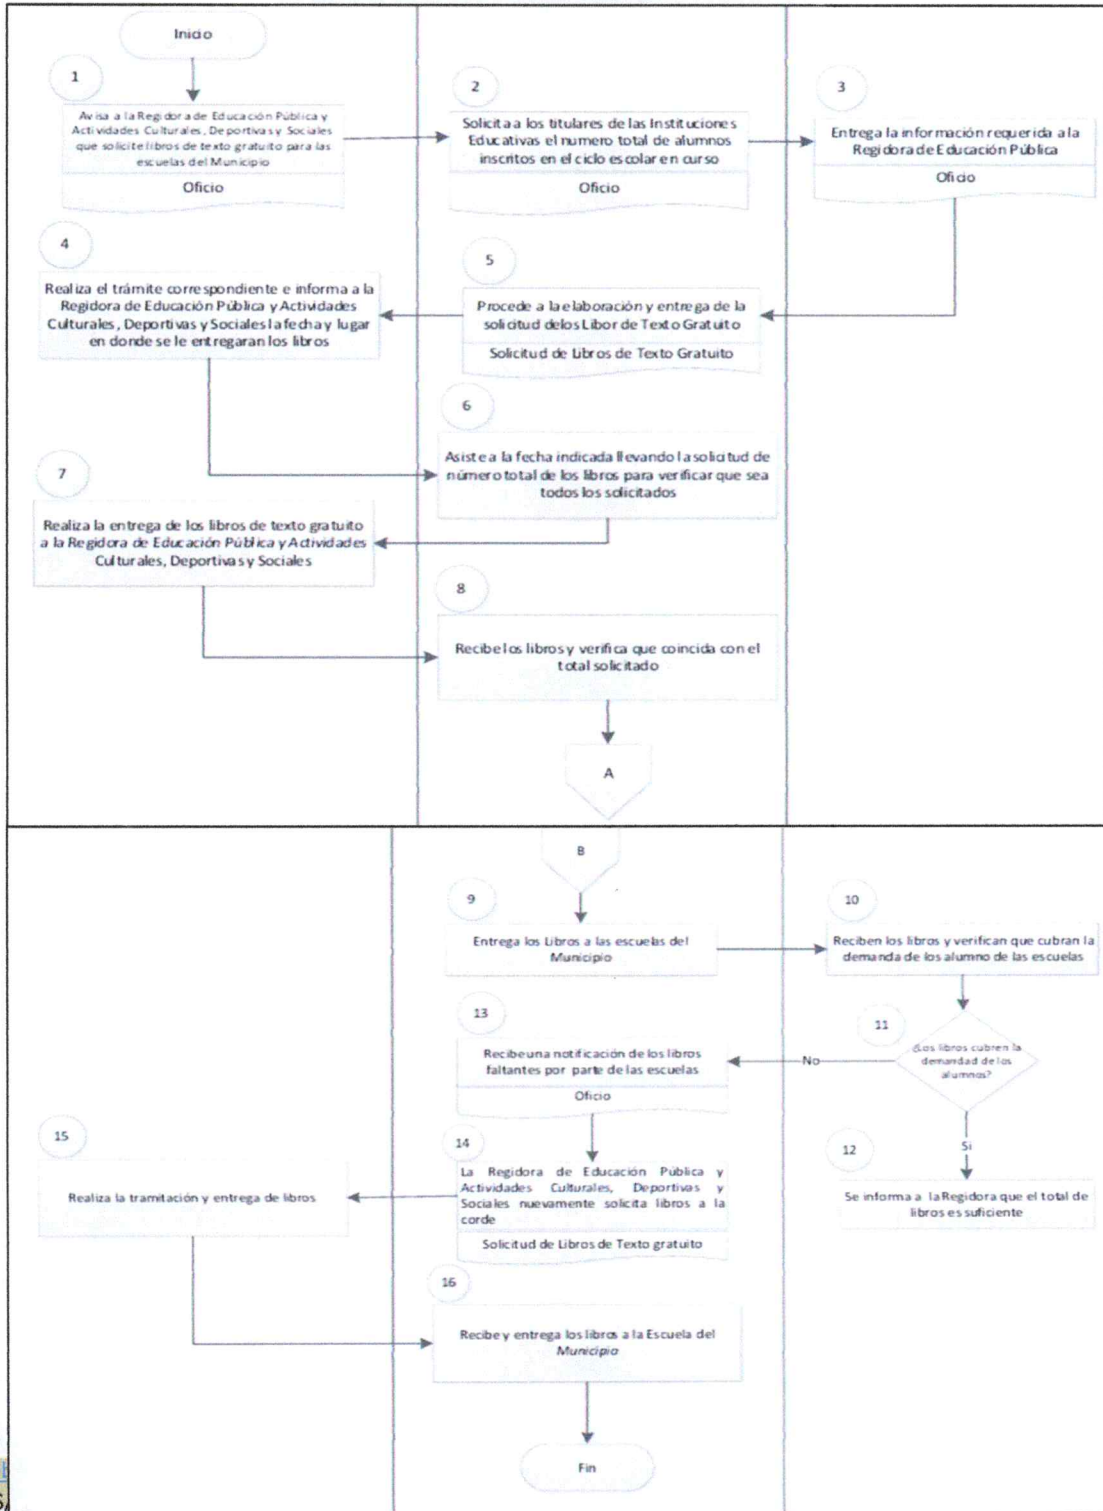 Inicio
1
Avisa a la Regidora de Educación Pública y
Actividades Culturales, Deportivas y Sociales
que solicite libros de texto gratuito para las
escuelas del Municipio
Oficio
2
Solicita a los titulares de las Instituciones
Educativas el numero total de alumnos
inscritos en el ciclo escolar en curso
Oficio
3
Entrega la información requerida a la
Regidora de Educación Pública
Oficio
4
Realiza el trámite correspondiente e informa a la
Regidora de Educación Pública y Actividades
Culturales, Deportivas y Sociales la fecha y lugar
en donde se le entregaran los libros
5
Procede a la elaboración y entrega de la
solicitud delos Libor de Texto Gratuito
Solicitud de Libros de Texto Gratuito
6
Asiste a la fecha indicada llevando la solicitud de
número total de los libros para verificar que sea
todos los solicitados
7
Realiza la entrega de los libros de texto gratuito
a la Regidora de Educación Pública y Actividades
Culturales, Deportivas y Sociales
8
Recibe los libros y verifica que coincida con el
total solicitado
A
B
9
Entrega los Libros a las escuelas del
Municipio
10
Reciben los libros y verifican que cubran la
demanda de los alumno de las escuelas
11
¿Los libros cubren la
demandad de los
alumnos?
No
Si
12
Se informa a la Regidora que el total de
libros es suficiente
13
Recibe una notificación de los libros
faltantes por parte de las escuelas
Oficio
14
La Regidora de Educación Pública y
Actividades Culturales, Deportivas y
Sociales nuevamente solicita libros a la
corde
Solicitud de Libros de Texto gratuito
15
Realiza la tramitación y entrega de libros
16
Recibe y entrega los libros a la Escuela del
Municipio
Fin